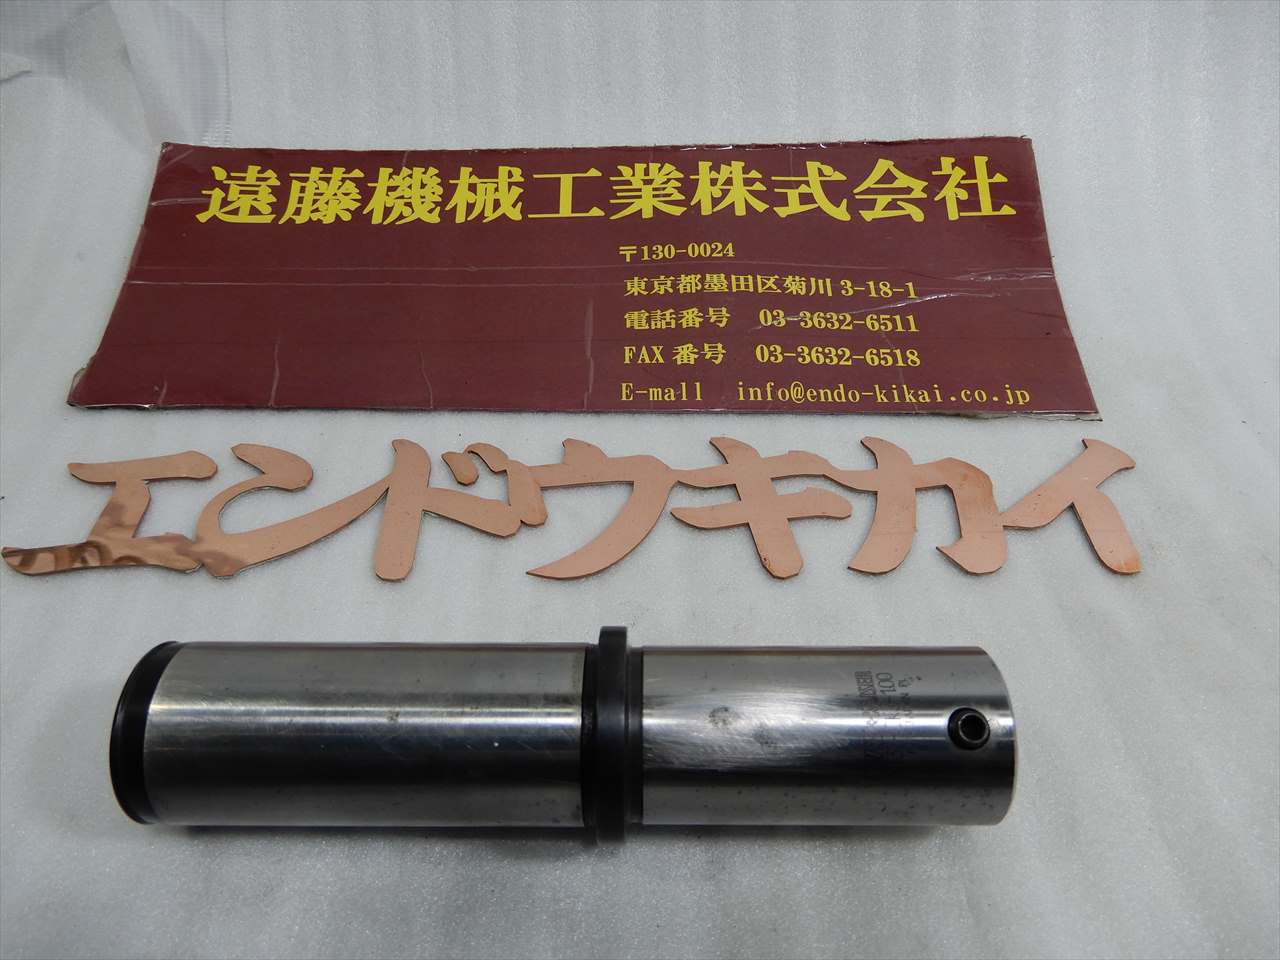 遠藤機械工業株式会社
〒130-0024
東京都墨田区菊川 3-18-1
電話番号 03-3632-6511
FAX 番号 03-3632-6518
E-mall info@endo-kikai.co.jp
エンドウキカイ